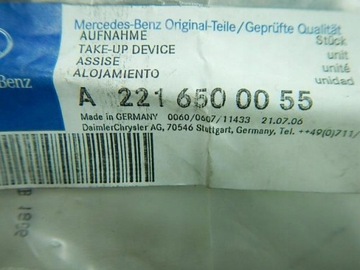 Mercedes-Benz Original-Teile/Geprüfte Qualität
AUFNAHME Stück
TAKE-UP DEVICE unit
ASSISE unité
ALOJAMIENTO unidad
Benz
A 221 650 00 55
Made in GERMANY 0060/0607/11433 21.07.06
DaimlerChrysler AG, 70546 Stuttgart, Germany, Tel. ++49(0)711/